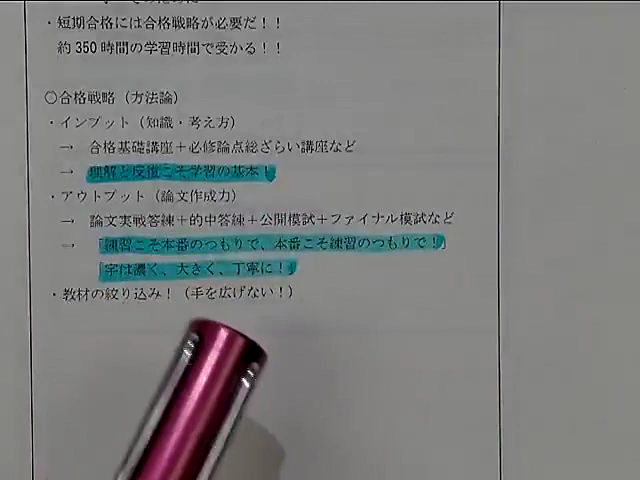 ・短期合格には合格戦略が必要だ！！
約350時間の学習時間で受かる！！
○合格戦略（方法論）
・インプット（知識・考え方）
→ 合格基礎講座＋必修論点総ざらい講座など
→ 理解と反復こそ学習の基本！
・アウトプット（論文作成力）
→ 論文実戦答練＋的中答練＋公開模試＋ファイナル模試など
→ 「練習こそ本番のつもりで、本番こそ練習のつもりで！」
「字は濃く、大きく、丁寧に！」
・教材の絞り込み！（手を広げない！）